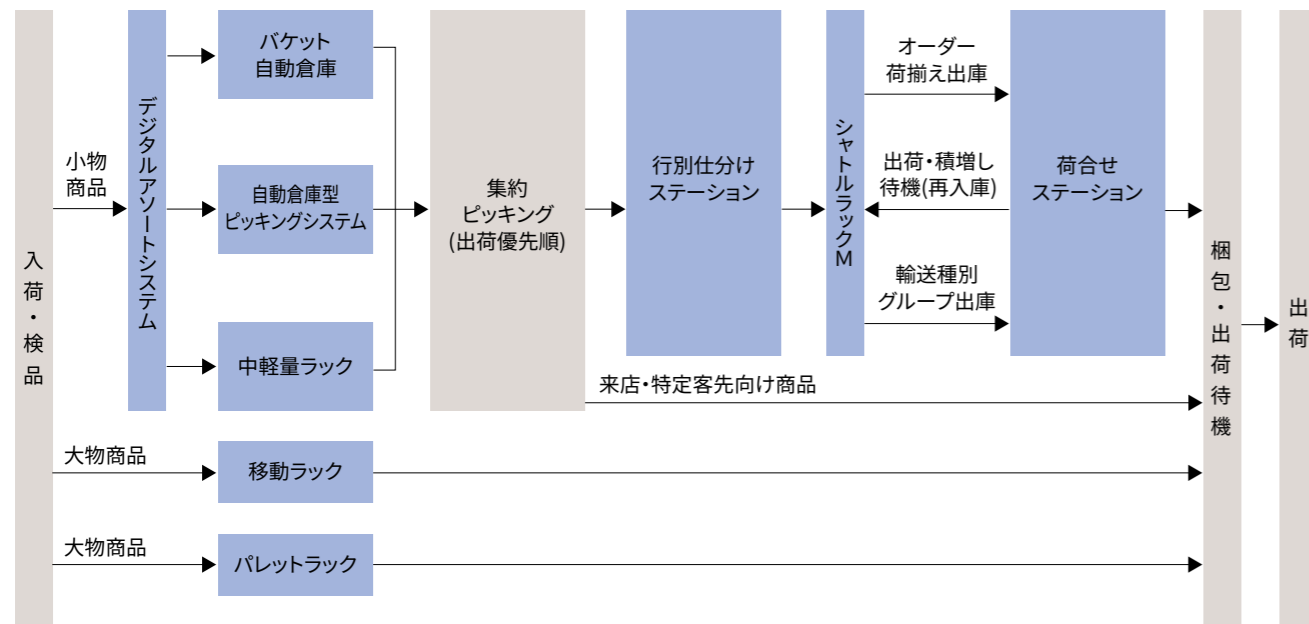 入荷・検品
小物
商品
デジタルアソートシステム
バケット
自動倉庫
自動倉庫型
ピッキングシステム
中軽量ラック
集約
ピッキング
(出荷優先順)
行別仕分け
ステーション
シャトルラックM
オーダー
荷揃え出庫
出荷・積増し
待機(再入庫)
輸送種別
グループ出庫
荷合せ
ステーション
来店・特定客先向け商品
大物商品
移動ラック
大物商品
パレットラック
梱包・出荷待機
出荷